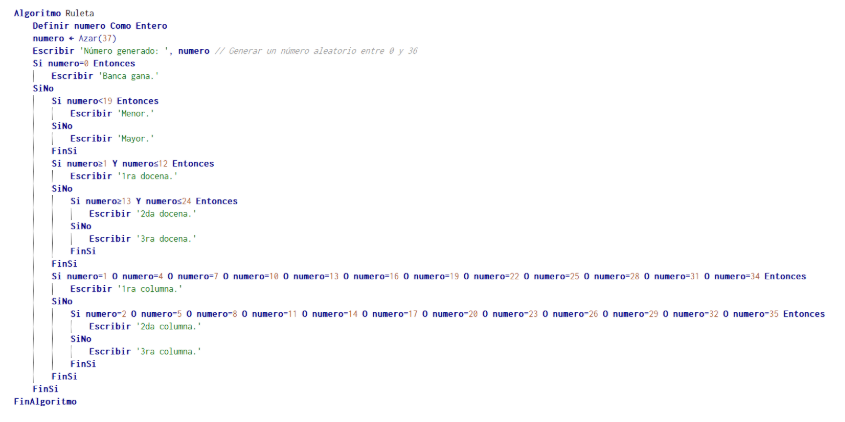 Algoritmo Ruleta
Definir numero Como Entero
numero ← Azar(37)
Escribir 'Número generado: ', numero // Generar un número aleatorio entre 0 y 36
Si numero=0 Entonces
Escribir 'Banca gana.'
SiNo
Si numero<19 Entonces
Escribir 'Menor.'
SiNo
Escribir 'Mayor.'
FinSi
Si numero≥1 Y numero≤12 Entonces
Escribir '1ra docena.'
SiNo
Si numero≥13 Y numero≤24 Entonces
Escribir '2da docena.'
SiNo
Escribir '3ra docena.'
FinSi
FinSi
Si numero=1 O numero=4 O numero=7 O numero=10 O numero=13 O numero=16 O numero=19 O numero=22 O numero=25 O numero=28 O numero=31 O numero=34 Entonces
Escribir '1ra columna.'
SiNo
Si numero=2 O numero=5 O numero=8 O numero=11 O numero=14 O numero=17 O numero=20 O numero=23 O numero=26 O numero=29 O numero=32 O numero=35 Entonces
Escribir '2da columna.'
SiNo
Escribir '3ra columna.'
FinSi
FinSi
FinSi
FinAlgoritmo